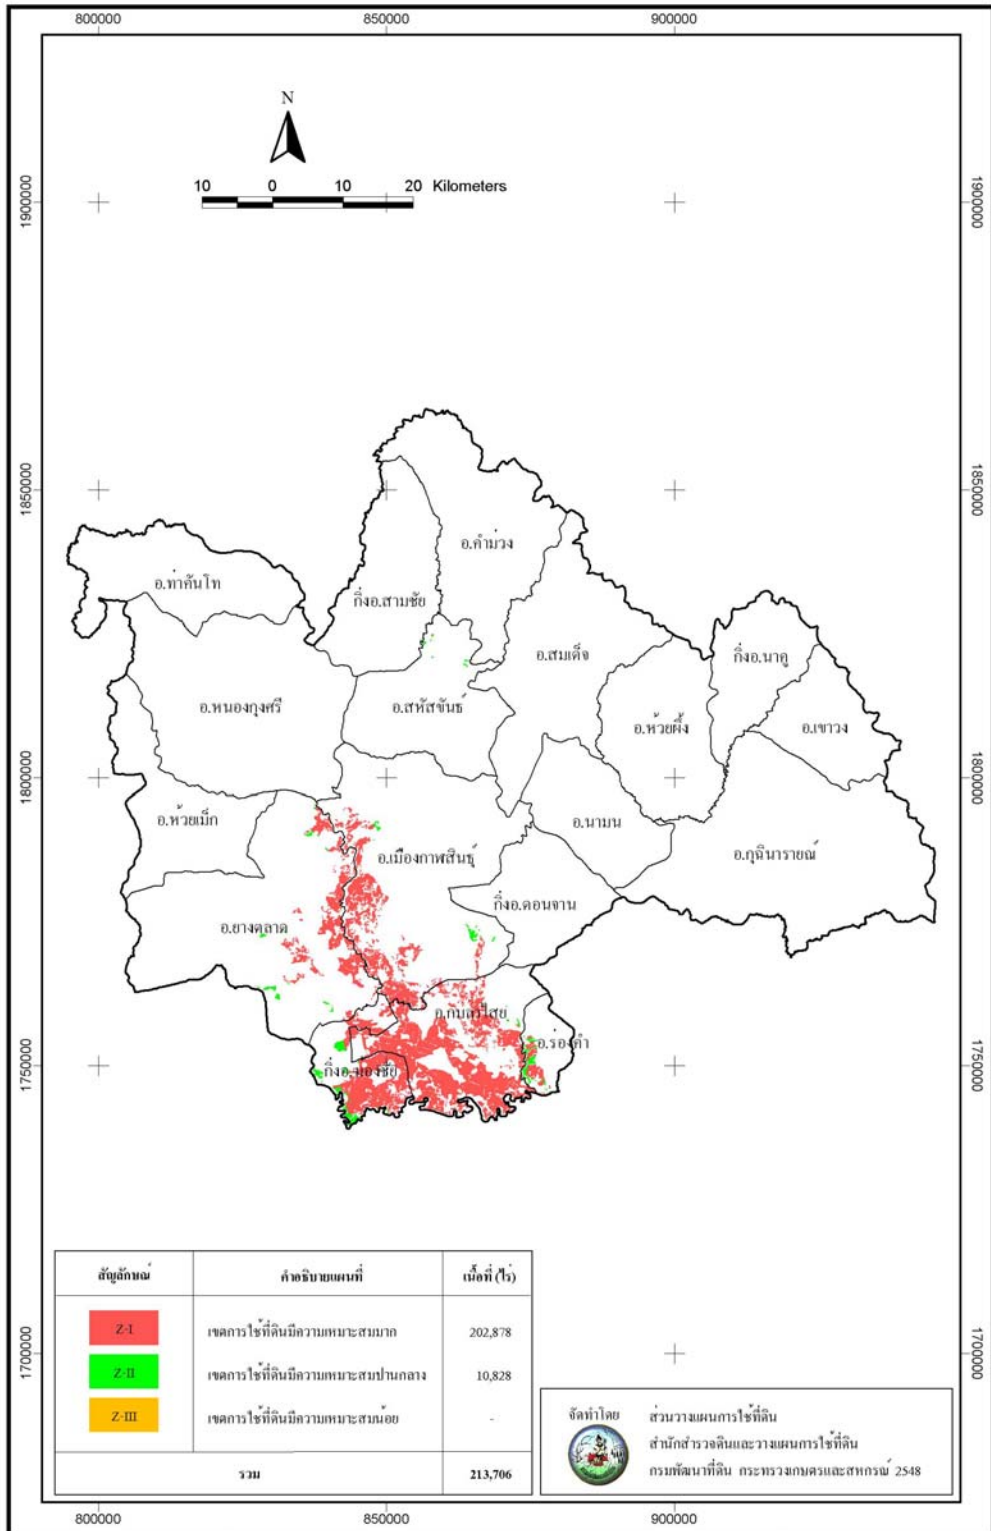 800000 850000 900000
N
10 0 10 20 Kilometers
1900000 1900000
1850000 1850000
อ.คำม่วง
อ.ท่าคันโท
กิ่งอ.สามชัย
อ.สมเด็จ
กิ่งอ.นาคู
อ.หนองกุงศรี
อ.สหัสขันธ์
อ.ห้วยผึ้ง
อ.เขาวง
1800000 1800000
อ.ห้วยเม็ก
อ.นามน
อ.เมืองกาฬสินธุ์
อ.กุฉินารายณ์
กิ่งอ.ดอนจาน
อ.ยางตลาด
อ.กมลาไสย
อ.ร่องคำ
1750000 1750000
กิ่งอ.ฆ้องชัย
สัญลักษณ์ คำอธิบายแผนที่ เนื้อที่ (ไร่)
Z-I เขตการใช้ที่ดินมีความเหมาะสมมาก 202,878
1700000 1700000
Z-II เขตการใช้ที่ดินมีความเหมาะสมปานกลาง 10,828
Z-III เขตการใช้ที่ดินมีความเหมาะสมน้อย -
รวม 213,706
จัดทำโดย ส่วนวางแผนการใช้ที่ดิน
สำนักสำรวจดินและวางแผนการใช้ที่ดิน
กรมพัฒนาที่ดิน กระทรวงเกษตรและสหกรณ์ 2548
800000 850000 900000